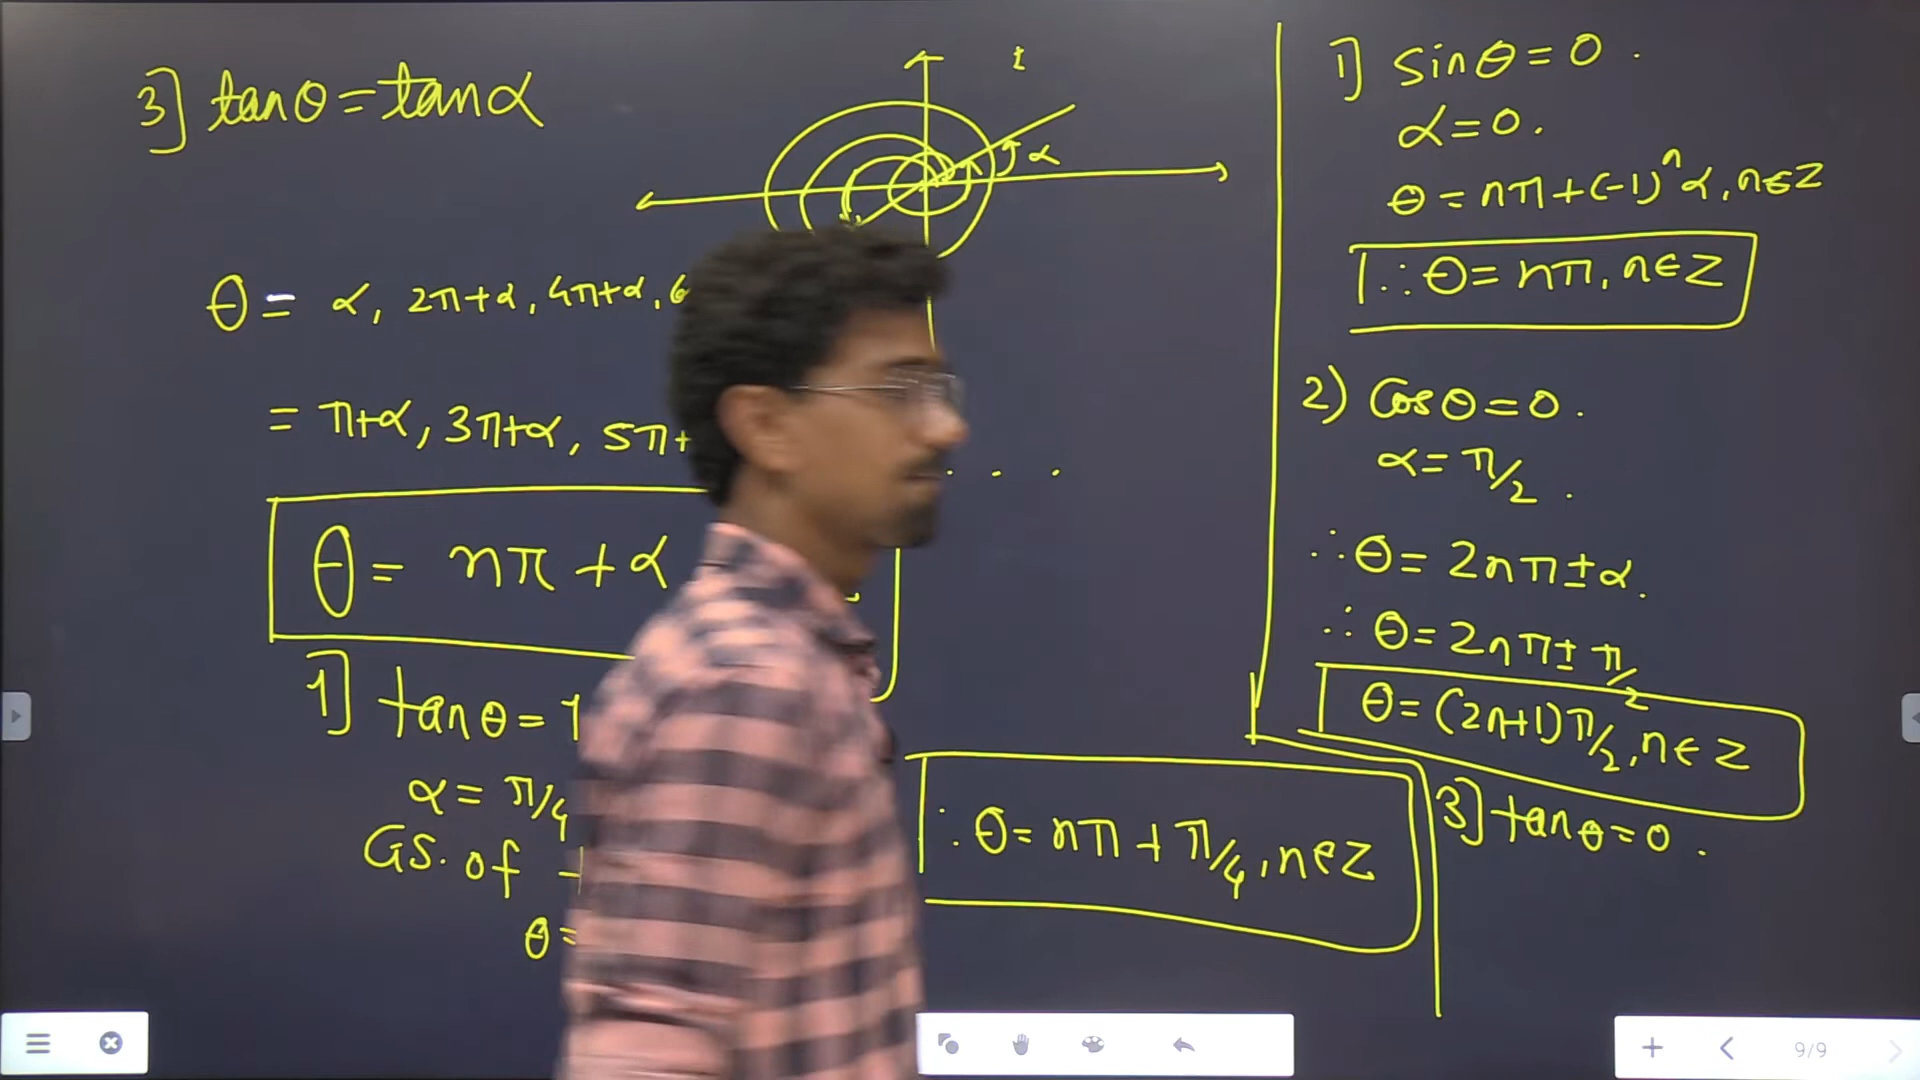 3] tanθ = tanα
α
θ = α, 2π+α, 4π+α, 6
= π+α, 3π+α, 5π+ . . .
θ = nπ + α
1] tanθ = 1
α = π/4
GS. of
θ =
∴ θ = nπ + π/4, n∈Z
1] sinθ = 0 .
α = 0 .
θ = nπ + (-1)ⁿ α, n∈Z
∴ θ = nπ, n∈Z
2) Cosθ = 0 .
α = π/2 .
∴ θ = 2nπ ± α .
∴ θ = 2nπ ± π/2
θ = (2n+1)π/2, n∈Z
3] tanθ = 0 .
9/9